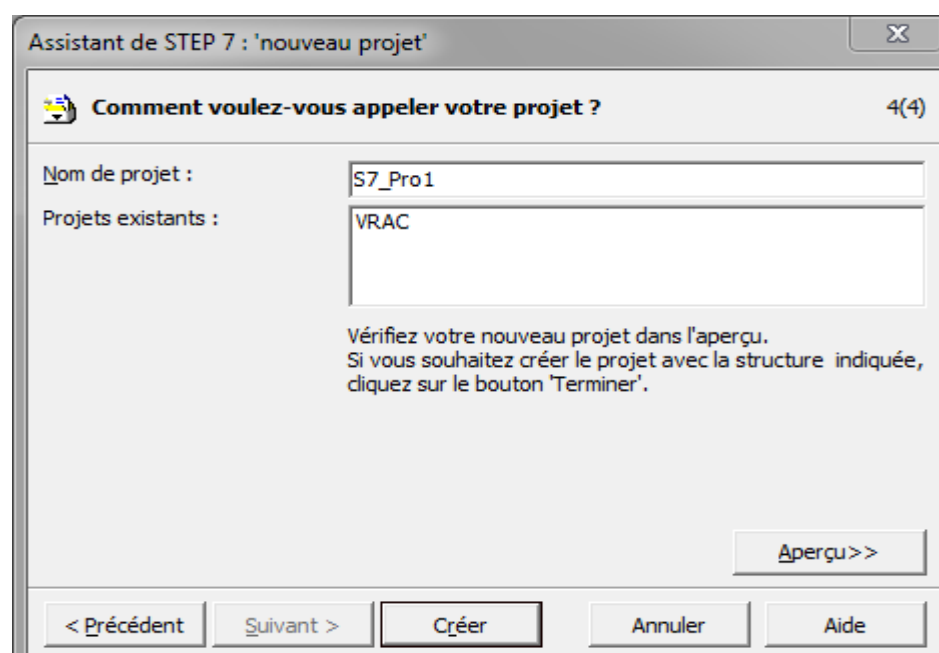 Assistant de STEP 7 : 'nouveau projet'
Comment voulez-vous appeler votre projet ? 4(4)
Nom de projet : S7_Pro1
Projets existants : VRAC
Vérifiez votre nouveau projet dans l'aperçu.
Si vous souhaitez créer le projet avec la structure indiquée,
cliquez sur le bouton 'Terminer'.
Aperçu>>
< Précédent Suivant > Créer Annuler Aide